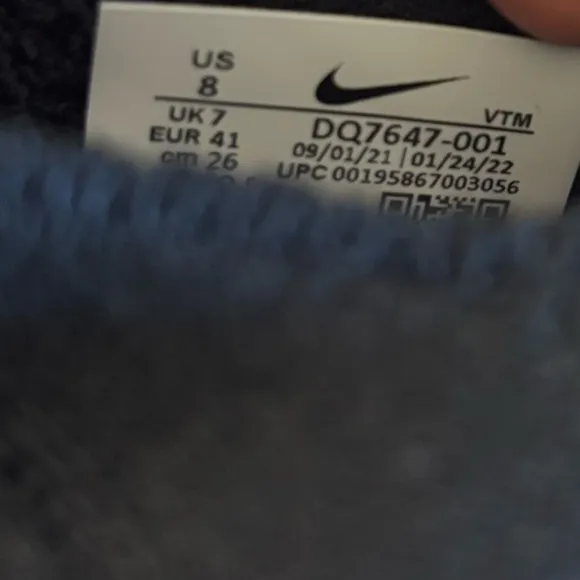 US
8
VTM
UK 7
DQ7647-001
EUR 41
09/01/21 | 01/24/22
cm 26
UPC 00195867003056